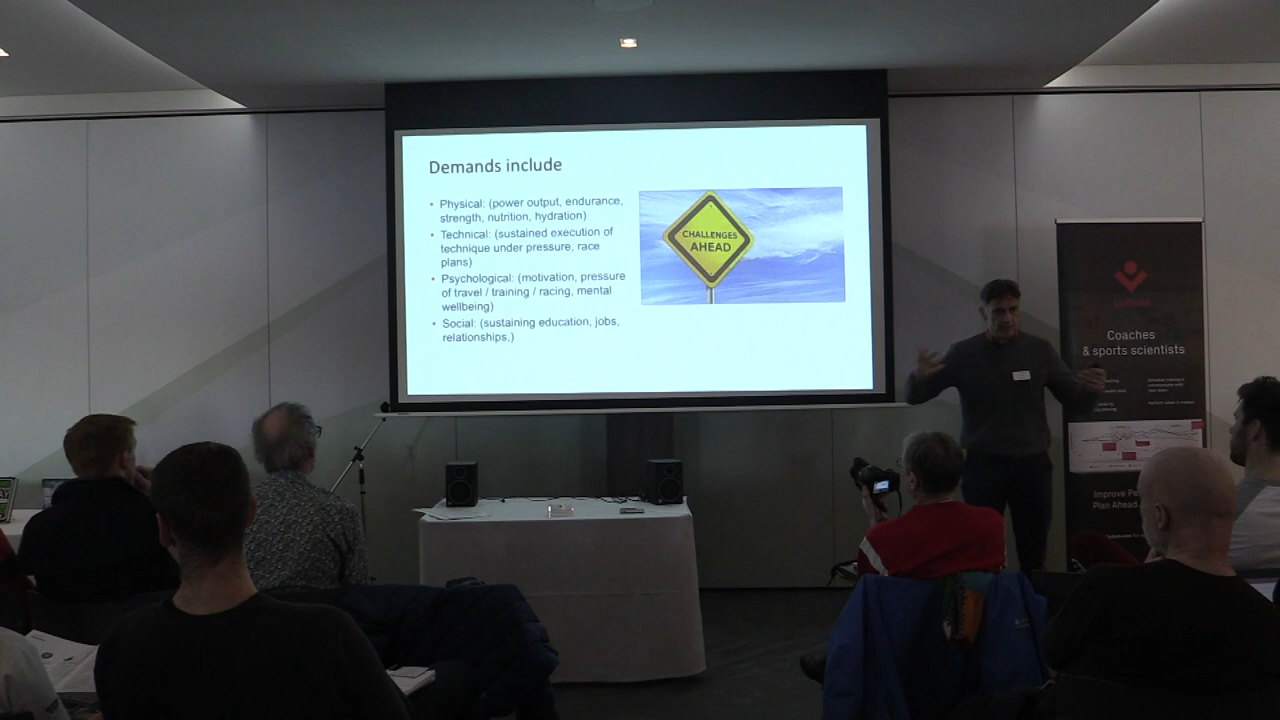 Demands include
• Physical: (power output, endurance,
strength, nutrition, hydration)
• Technical: (sustained execution of
technique under pressure, race
plans)
• Psychological: (motivation, pressure
of travel / training / racing, mental
wellbeing)
• Social: (sustaining education, jobs,
relationships,)
CHALLENGES
AHEAD
Coaches
& sports scientists
Improve
Plan Ahead